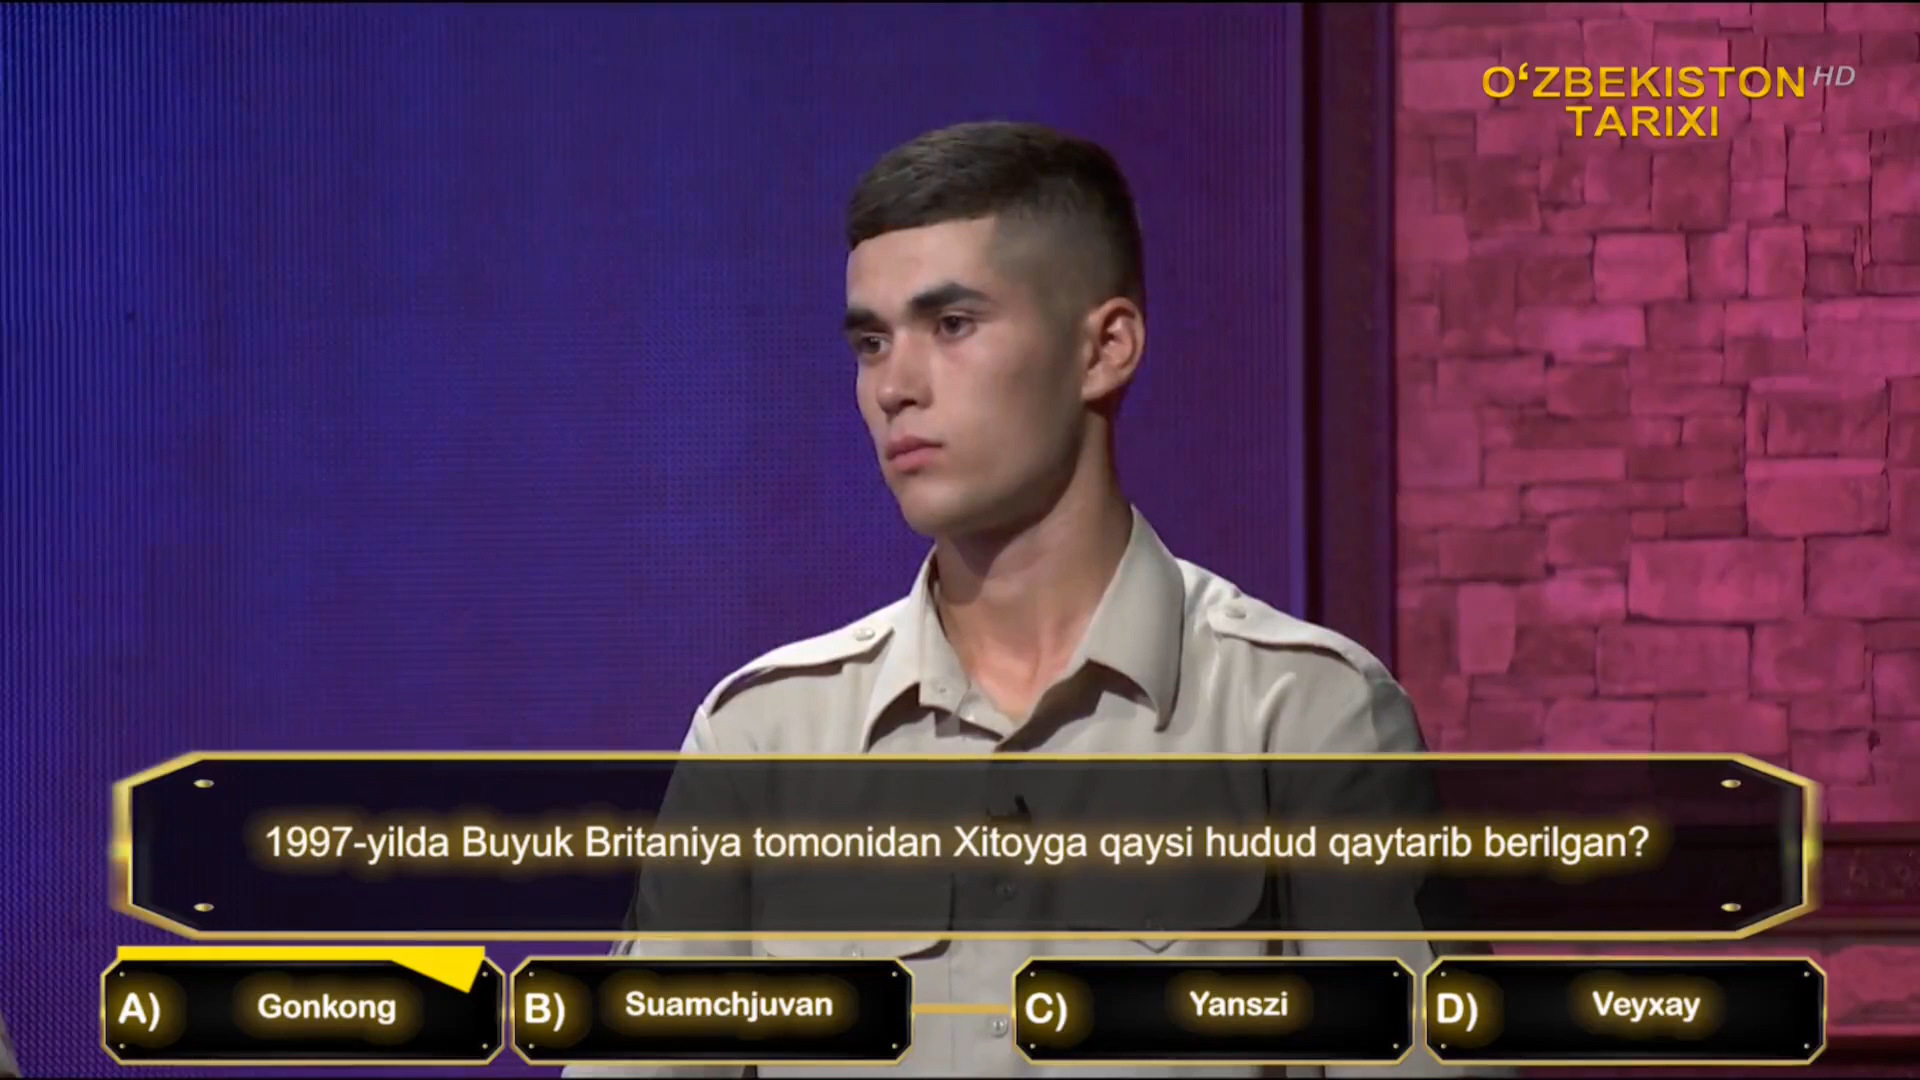 O‘ZBEKISTON HD
TARIXI
1997-yilda Buyuk Britaniya tomonidan Xitoyga qaysi hudud qaytarib berilgan?
A) Gonkong
B) Suamchjuvan
C) Yanszi
D) Veyxay